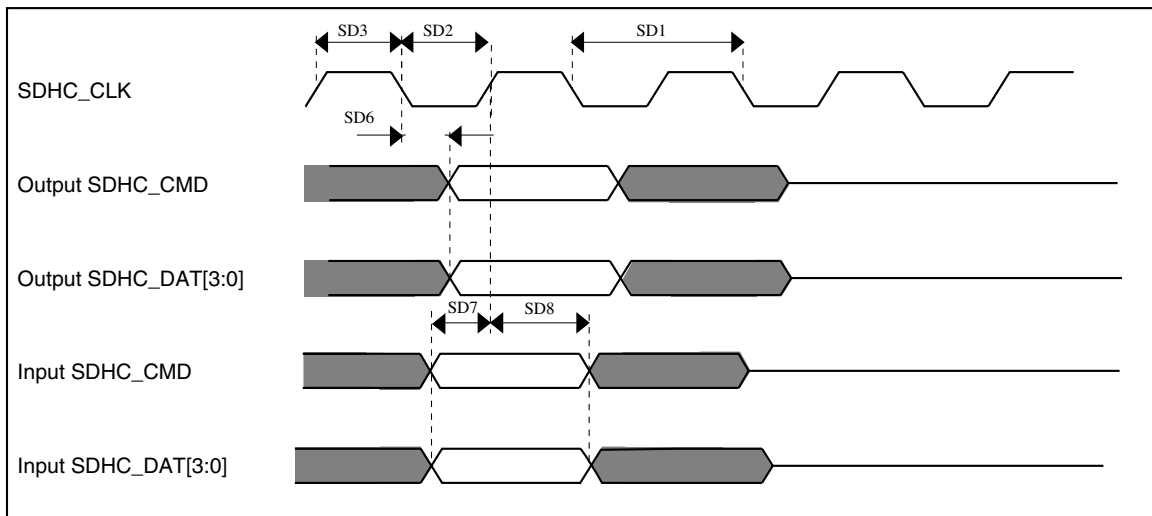 SD3 SD2 SD1
SDHC_CLK
SD6
Output SDHC_CMD
Output SDHC_DAT[3:0]
SD7 SD8
Input SDHC_CMD
Input SDHC_DAT[3:0]